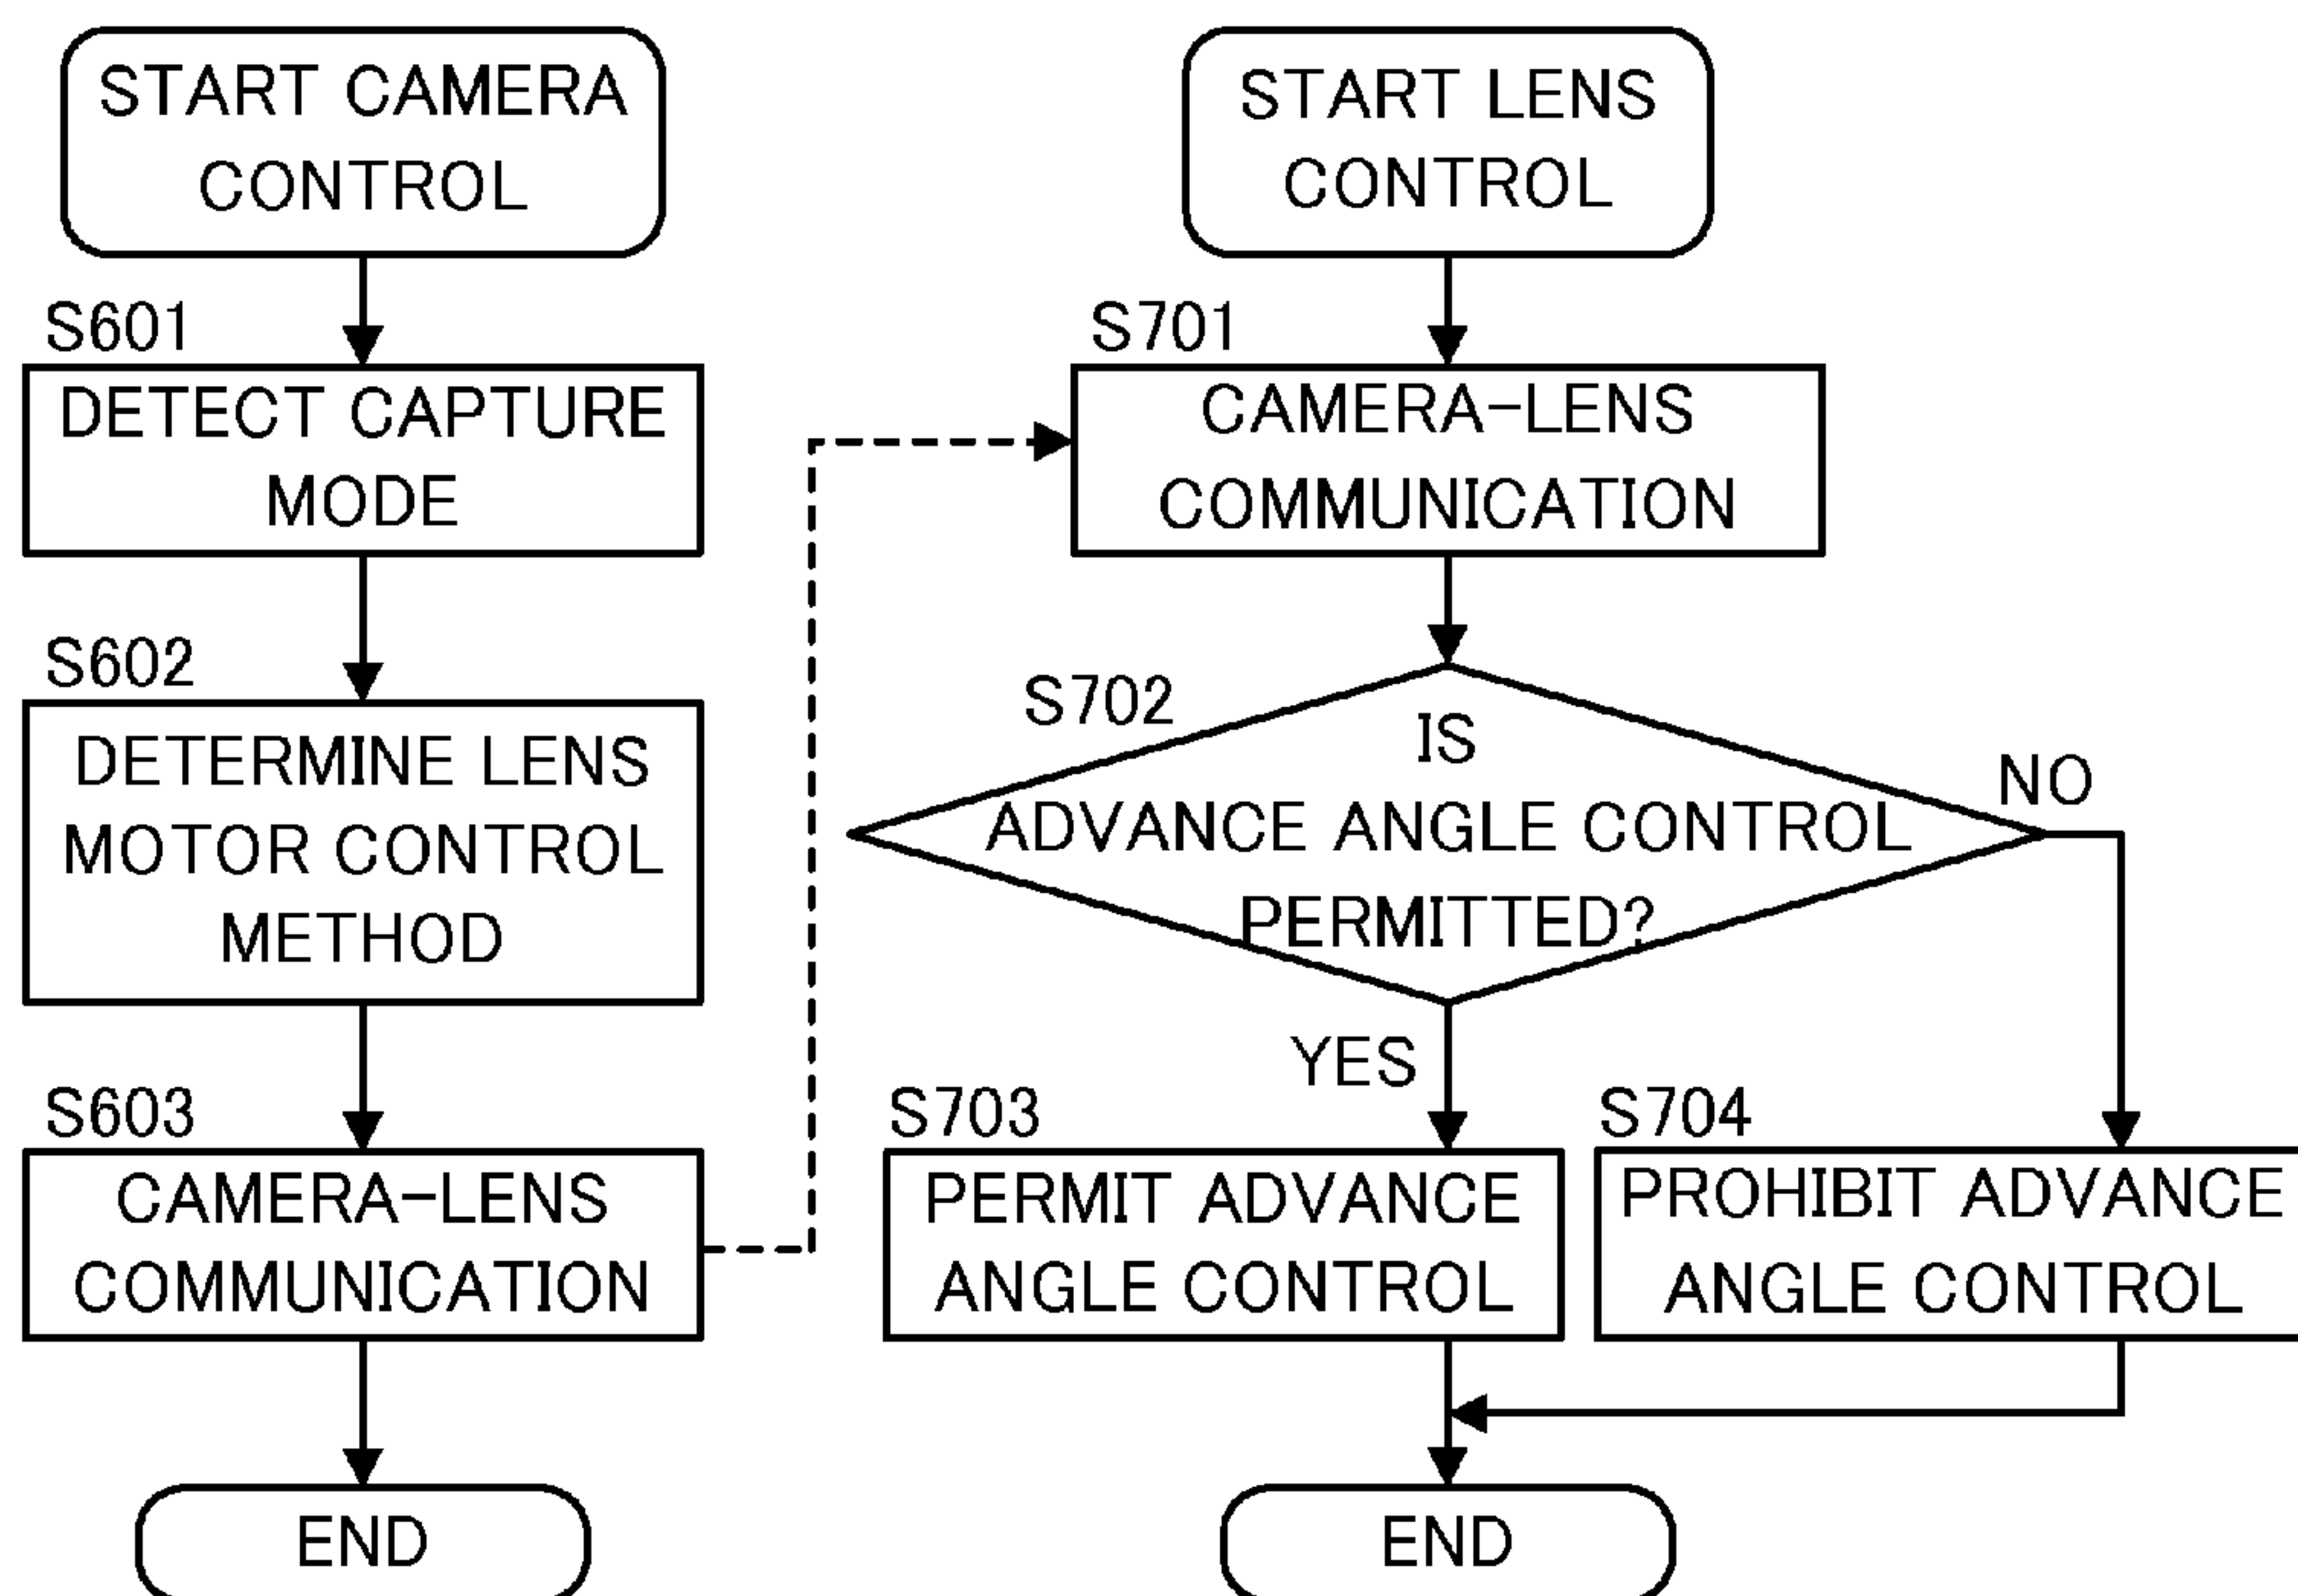 START CAMERA
CONTROL
S601
DETECT CAPTURE
MODE
S602
DETERMINE LENS
MOTOR CONTROL
METHOD
S603
CAMERA-LENS
COMMUNICATION
END
START LENS
CONTROL
S701
CAMERA-LENS
COMMUNICATION
S702
IS
ADVANCE ANGLE CONTROL
PERMITTED?
NO
YES
S703
PERMIT ADVANCE
ANGLE CONTROL
S704
PROHIBIT ADVANCE
ANGLE CONTROL
END